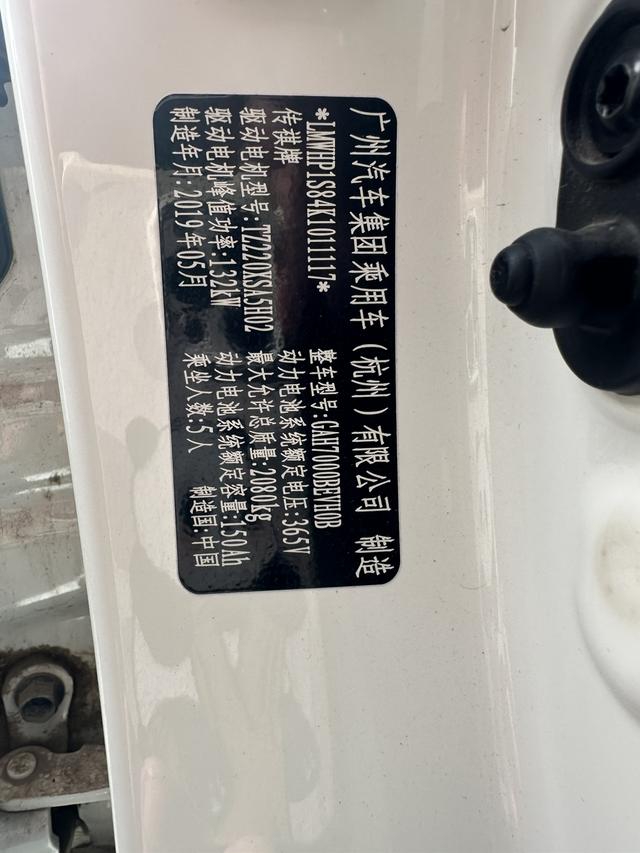 广州汽车集团乘用车（杭州）有限公司 制造
*LMWHP1S84K1011117* 整车型号:GAH7000BEVH0B
传祺牌 动力电池系统额定电压:365V
驱动电机型号:TZ220XSA5H02 最大允许总质量:2080kg
驱动电机峰值功率:132kW 动力电池系统额定容量:150Ah
制造年月:2019年05月 乘坐人数:5人 制造国:中国